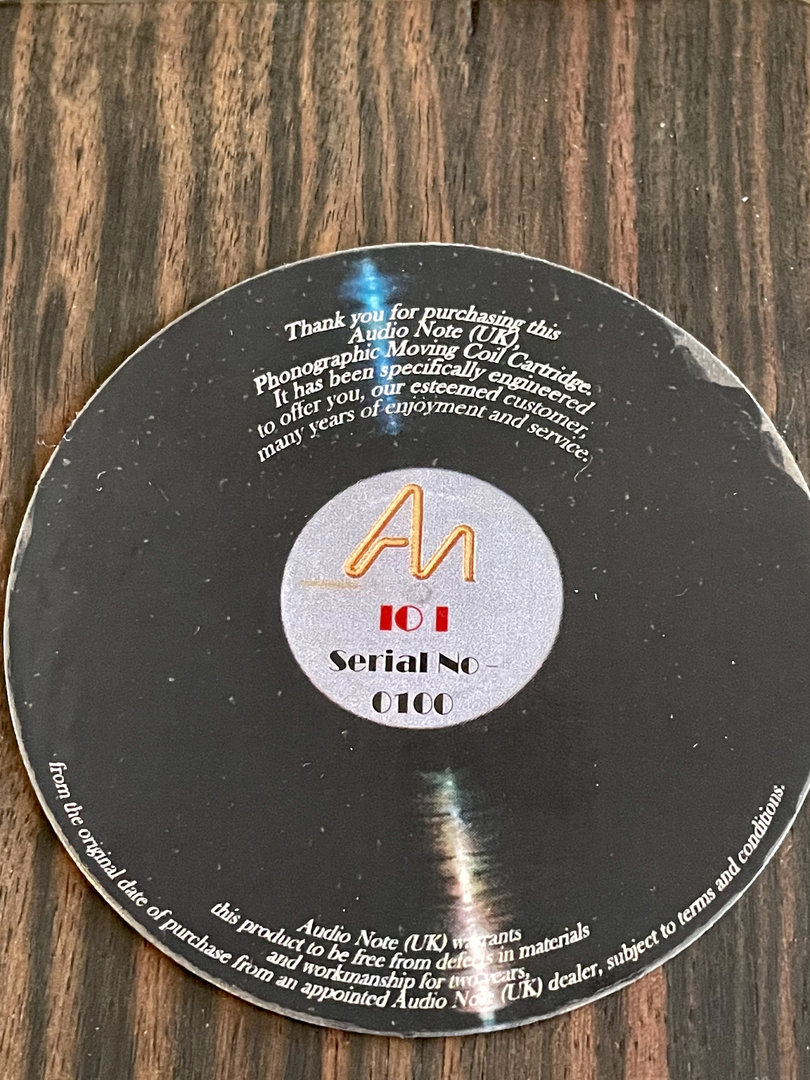 Thank you for purchasing this
Audio Note (UK),
Phonographic Moving Coil Cartridge.
It has been specifically engineered
to offer you, our esteemed customer,
many years of enjoyment and service.
An
IO I
Serial No -
0100
Audio Note (UK) warrants
this product to be free from defects in materials
and workmanship for two years,
from the original date of purchase from an appointed Audio Note (UK) dealer, subject to terms and conditions.